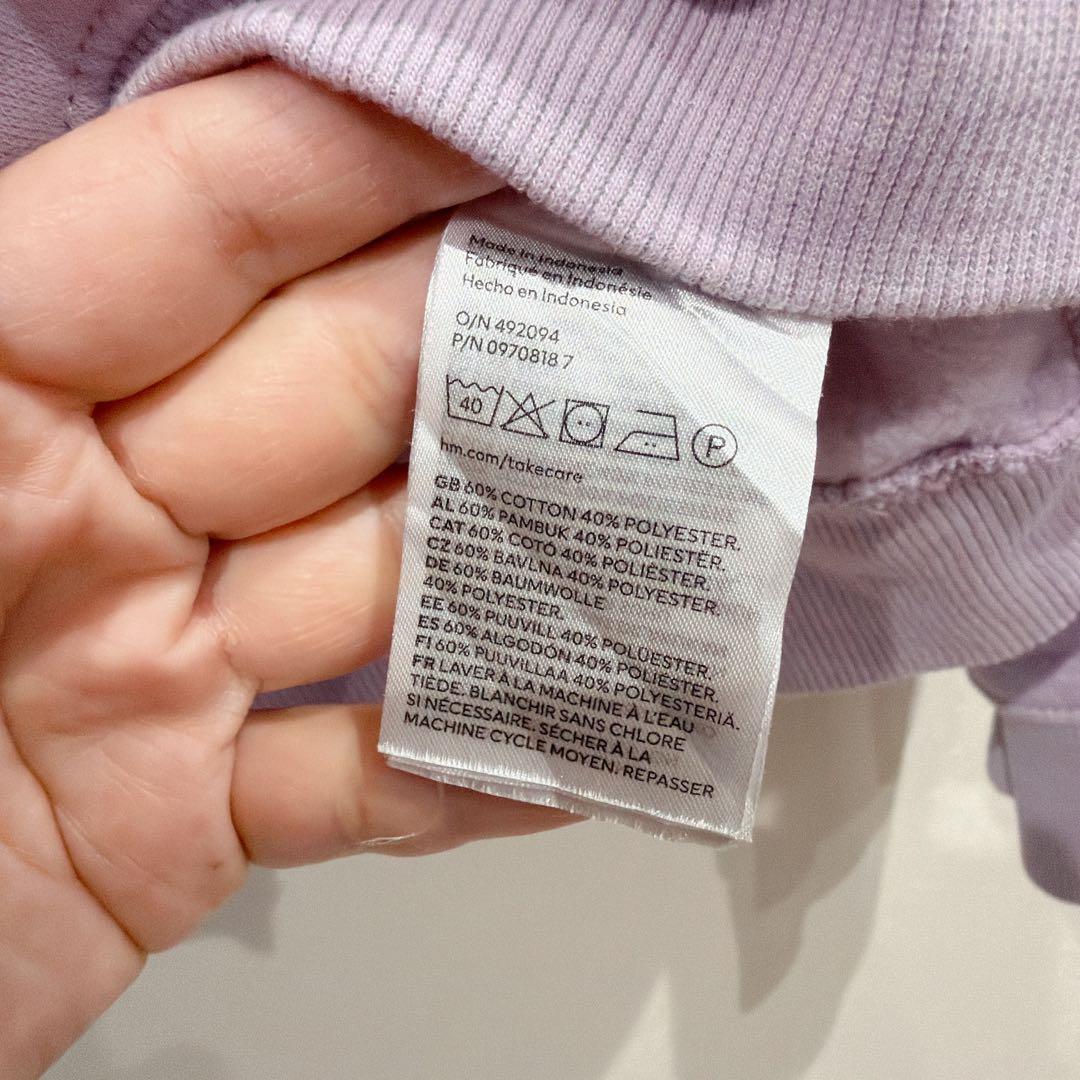 Made in Indonesia
Fabriqué en Indonésie
Hecho en Indonesia
O/N 492094
P/N 0970818 7
40
P
hm.com/takecare
GB 60% COTTON 40% POLYESTER.
AL 60% PAMBUK 40% POLIESTËR.
CAT 60% COTÓ 40% POLIÈSTER.
CZ 60% BAVLNA 40% POLYESTER.
DE 60% BAUMWOLLE
40% POLYESTER.
EE 60% PUUVILL 40% POLÜESTER.
ES 60% ALGODÓN 40% POLIÉSTER.
FI 60% PUUVILLAA 40% POLYESTERIÄ.
FR LAVER À LA MACHINE À L'EAU
TIÈDE. BLANCHIR SANS CHLORE
SI NÉCESSAIRE. SÉCHER À LA
MACHINE CYCLE MOYEN. REPASSER